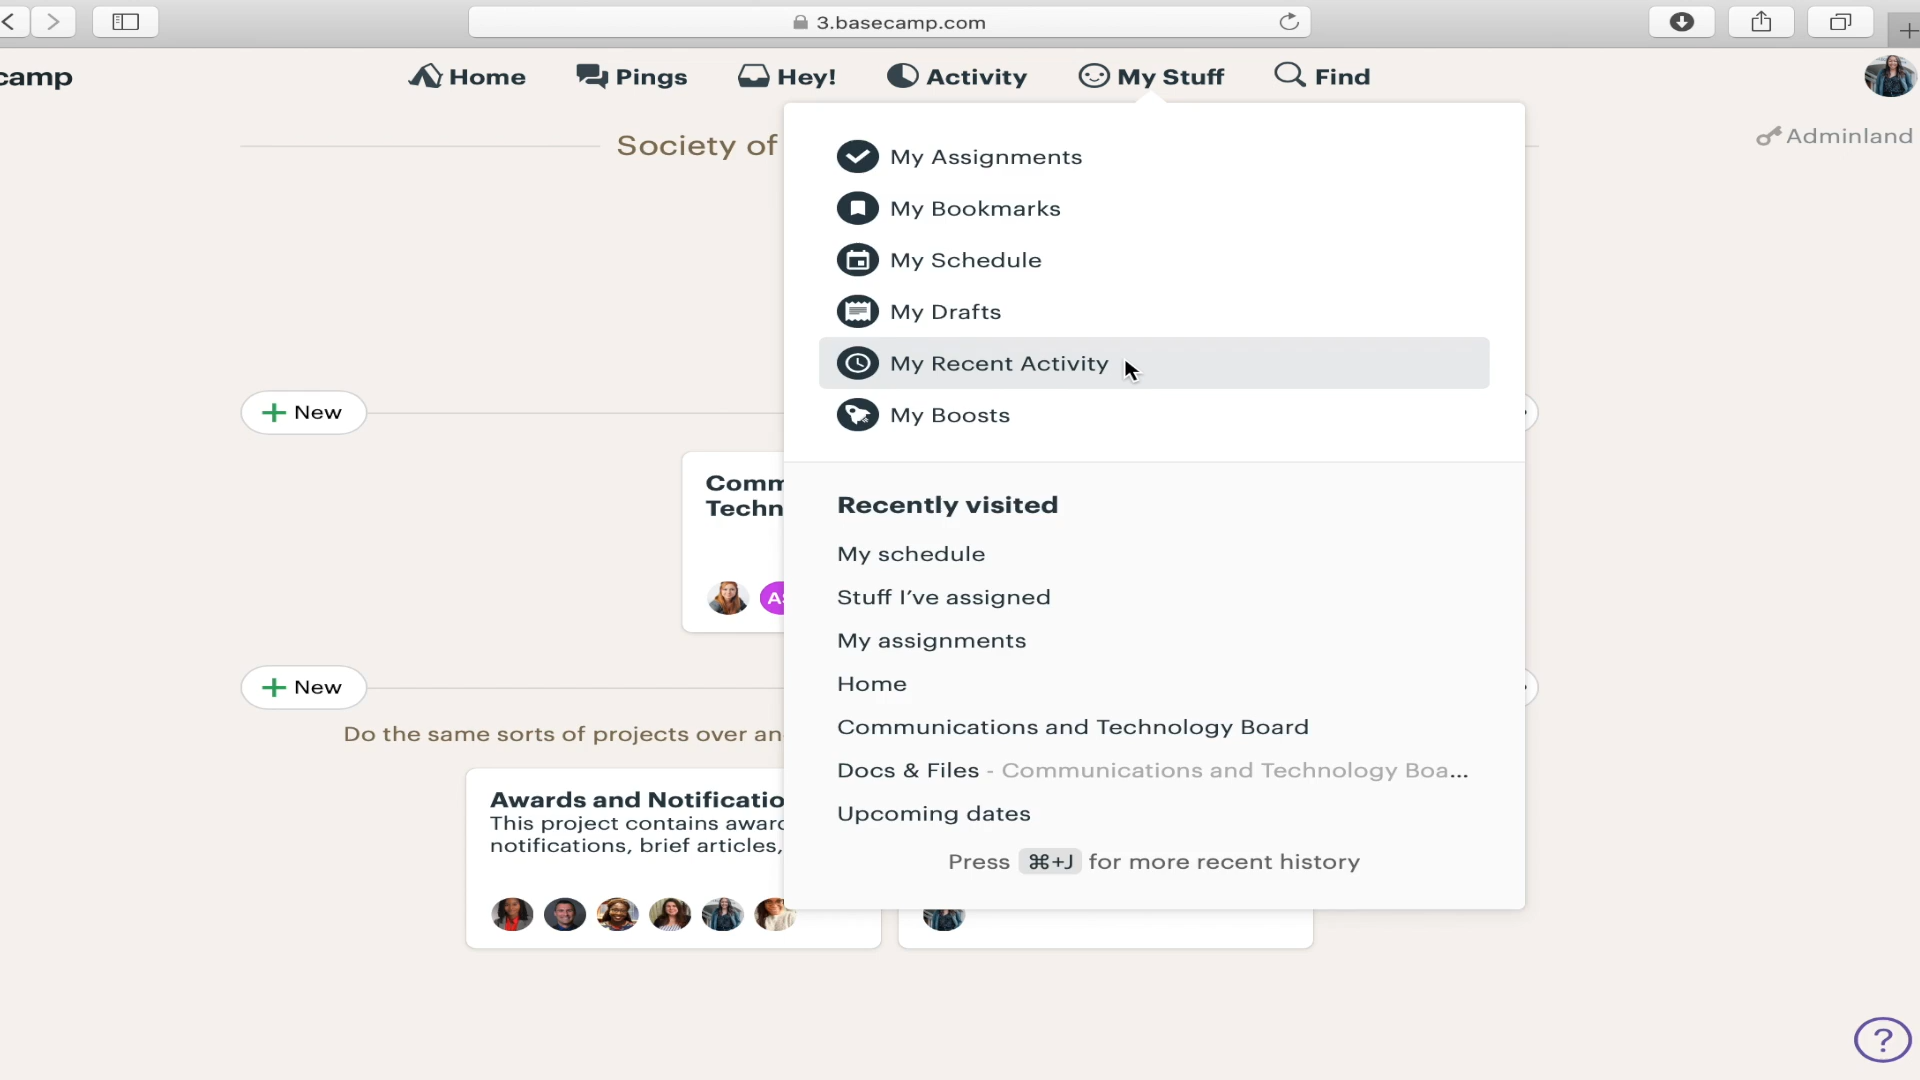 3.basecamp.com
camp
Home
Pings
Hey!
Activity
My Stuff
Find
Adminland
Society of
My Assignments
My Bookmarks
My Schedule
My Drafts
My Recent Activity
My Boosts
New
Comm
Techn
A
Recently visited
My schedule
Stuff I’ve assigned
My assignments
Home
Communications and Technology Board
Docs & Files - Communications and Technology Boa...
Upcoming dates
Press ⌘+J for more recent history
New
Do the same sorts of projects over an
Awards and Notificatio
This project contains awar
notifications, brief articles,
?